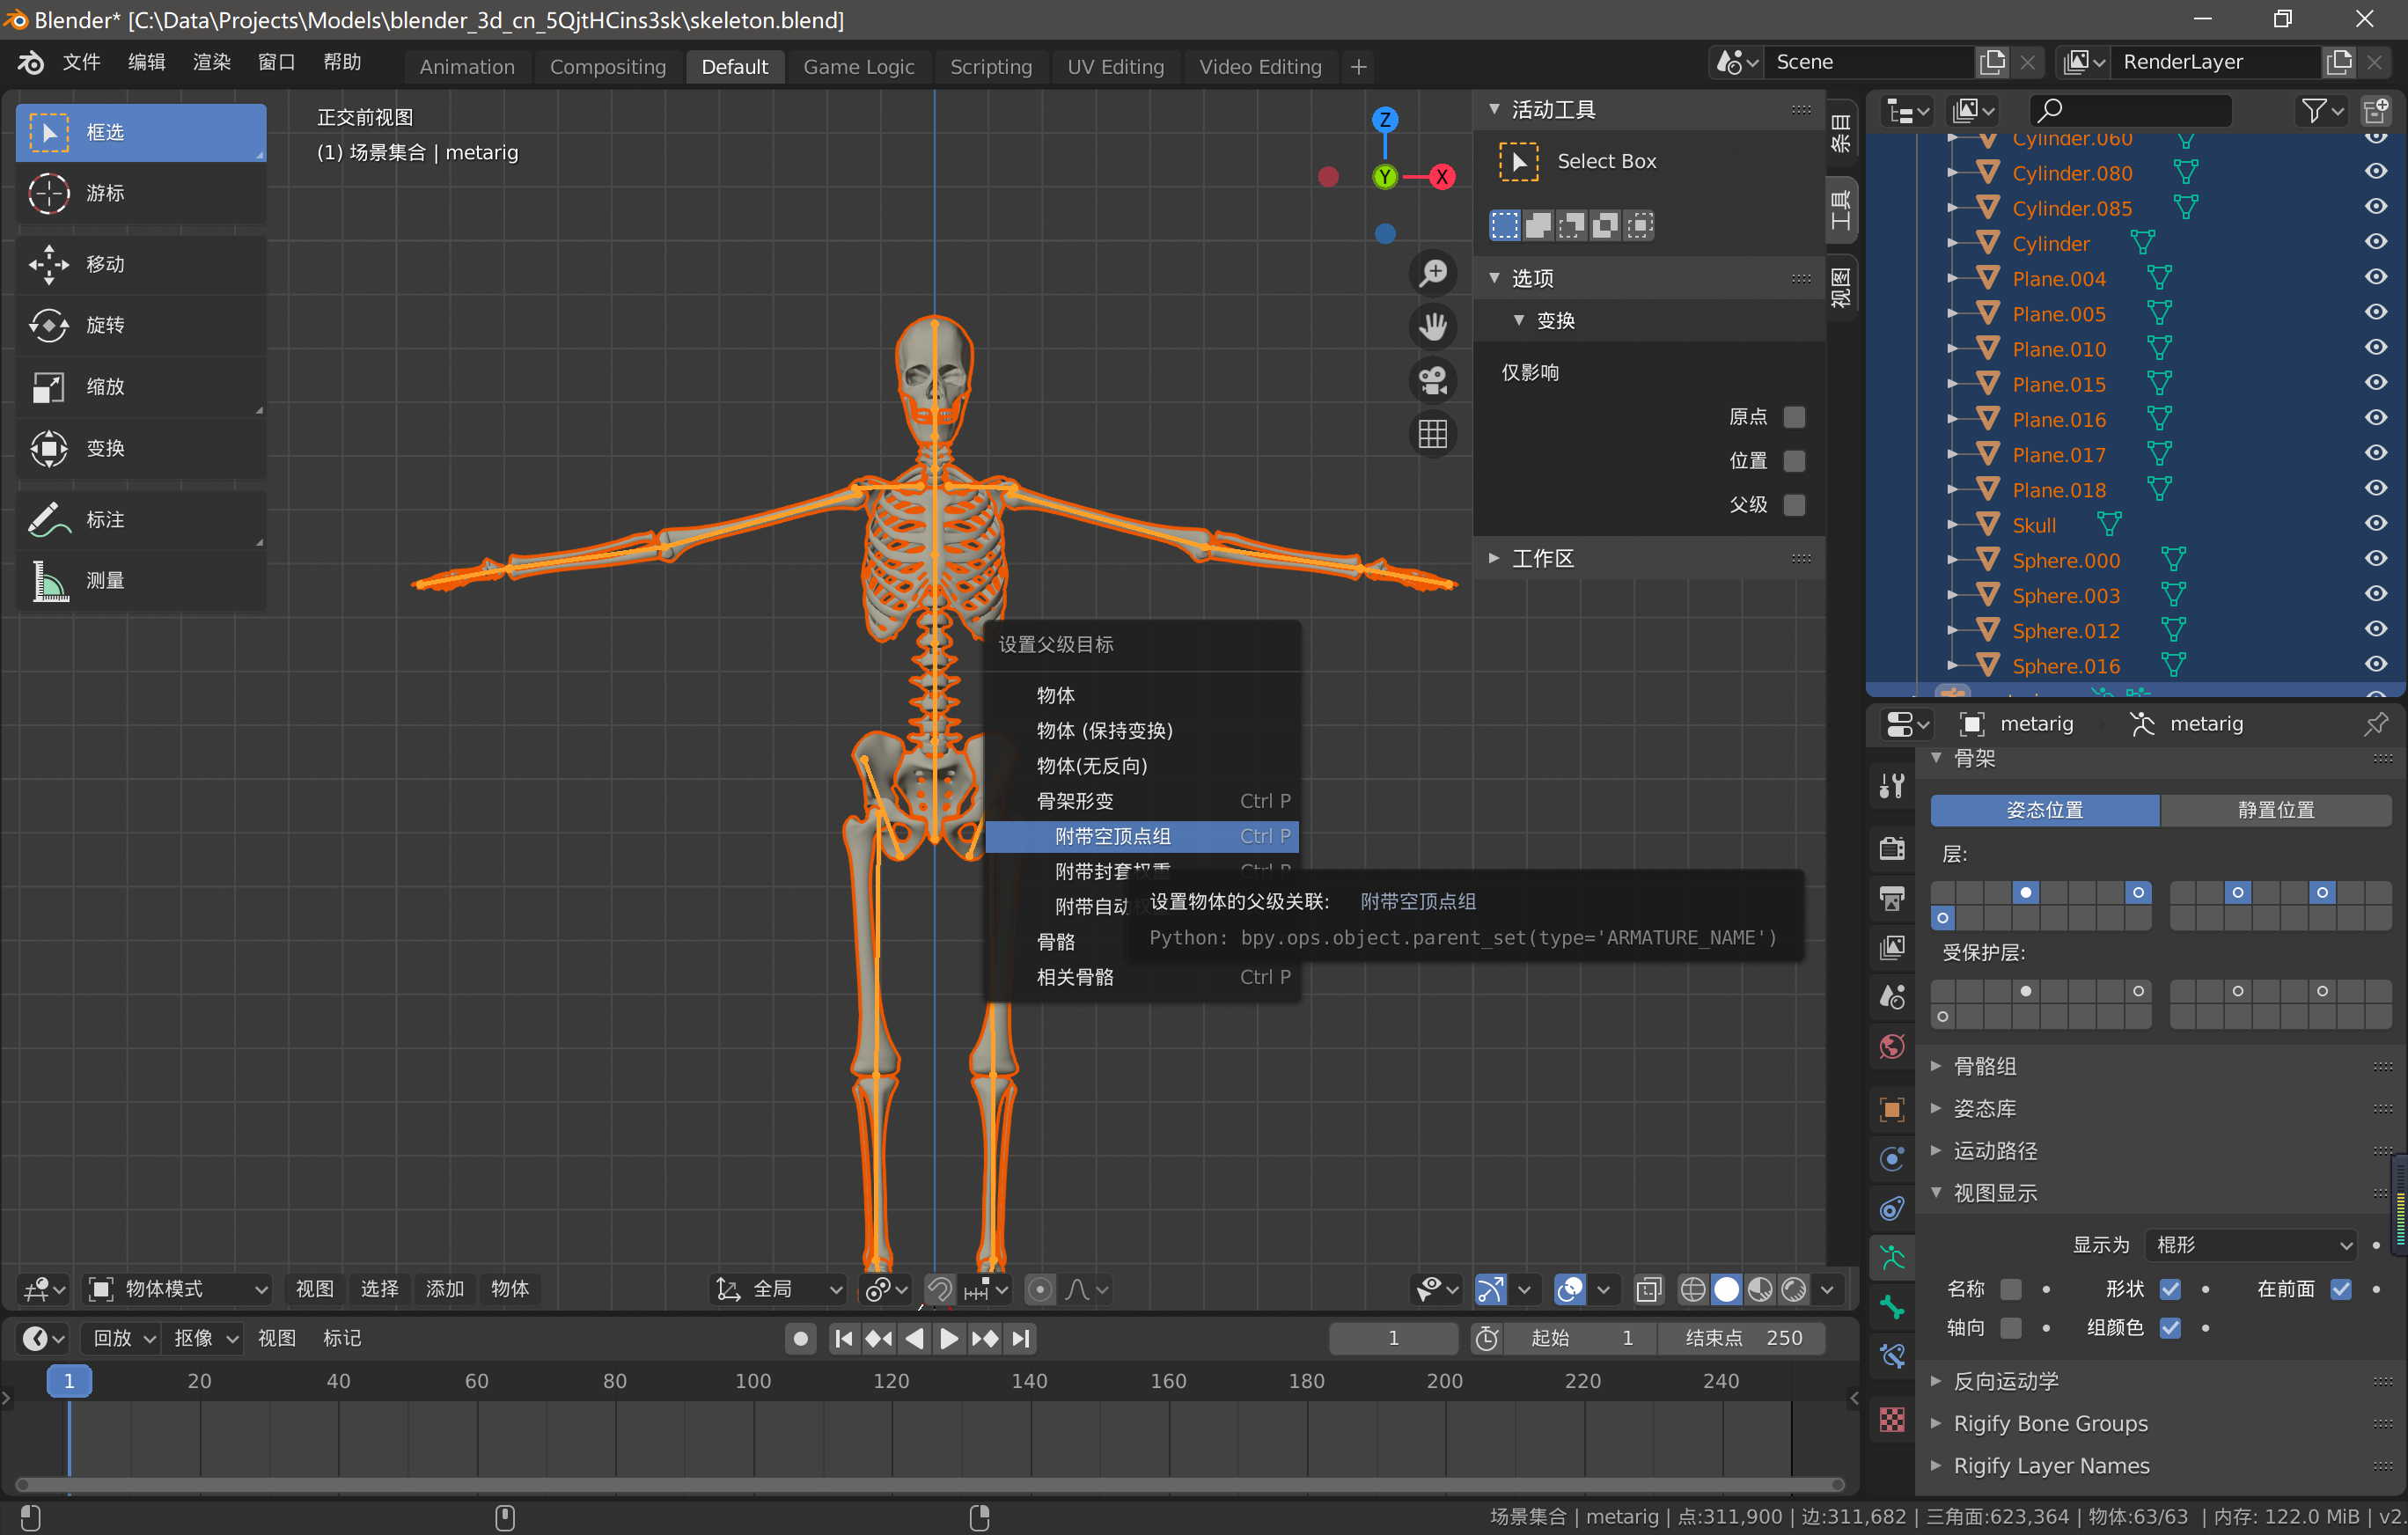 Blender* [C:\Data\Projects\Models\blender_3d_cn_5QjtHCins3sk\skeleton.blend]
文件 编辑 渲染 窗口 帮助 Animation Compositing Default Game Logic Scripting UV Editing Video Editing + Scene RenderLayer
正交前视图
(1) 场景集合 | metarig
框选
游标
移动
旋转
缩放
变换
标注
测量
Z
Y
X
活动工具
Select Box
选项
变换
仅影响
原点
位置
父级
工作区
条目
工具
视图
Cylinder.060
Cylinder.080
Cylinder.085
Cylinder
Plane.004
Plane.005
Plane.010
Plane.015
Plane.016
Plane.017
Plane.018
Skull
Sphere.000
Sphere.003
Sphere.012
Sphere.016
设置父级目标
物体
物体 (保持变换)
物体(无反向)
骨架形变 Ctrl P
附带空顶点组 Ctrl P
附带封套权重 Ctrl P
附带自动
骨骼
相关骨骼 Ctrl P
设置物体的父级关联: 附带空顶点组
Python: bpy.ops.object.parent_set(type='ARMATURE_NAME')
metarig metarig
骨架
姿态位置 静置位置
层:
受保护层:
骨骼组
姿态库
运动路径
视图显示
显示为 棍形
名称 形状 在前面
轴向 组颜色
反向运动学
Rigify Bone Groups
Rigify Layer Names
物体模式 视图 选择 添加 物体 全局
回放 抠像 视图 标记 1 起始 1 结束点 250
1 20 40 60 80 100 120 140 160 180 200 220 240
场景集合 | metarig | 点:311,900 | 边:311,682 | 三角面:623,364 | 物体:63/63 | 内存: 122.0 MiB | v2